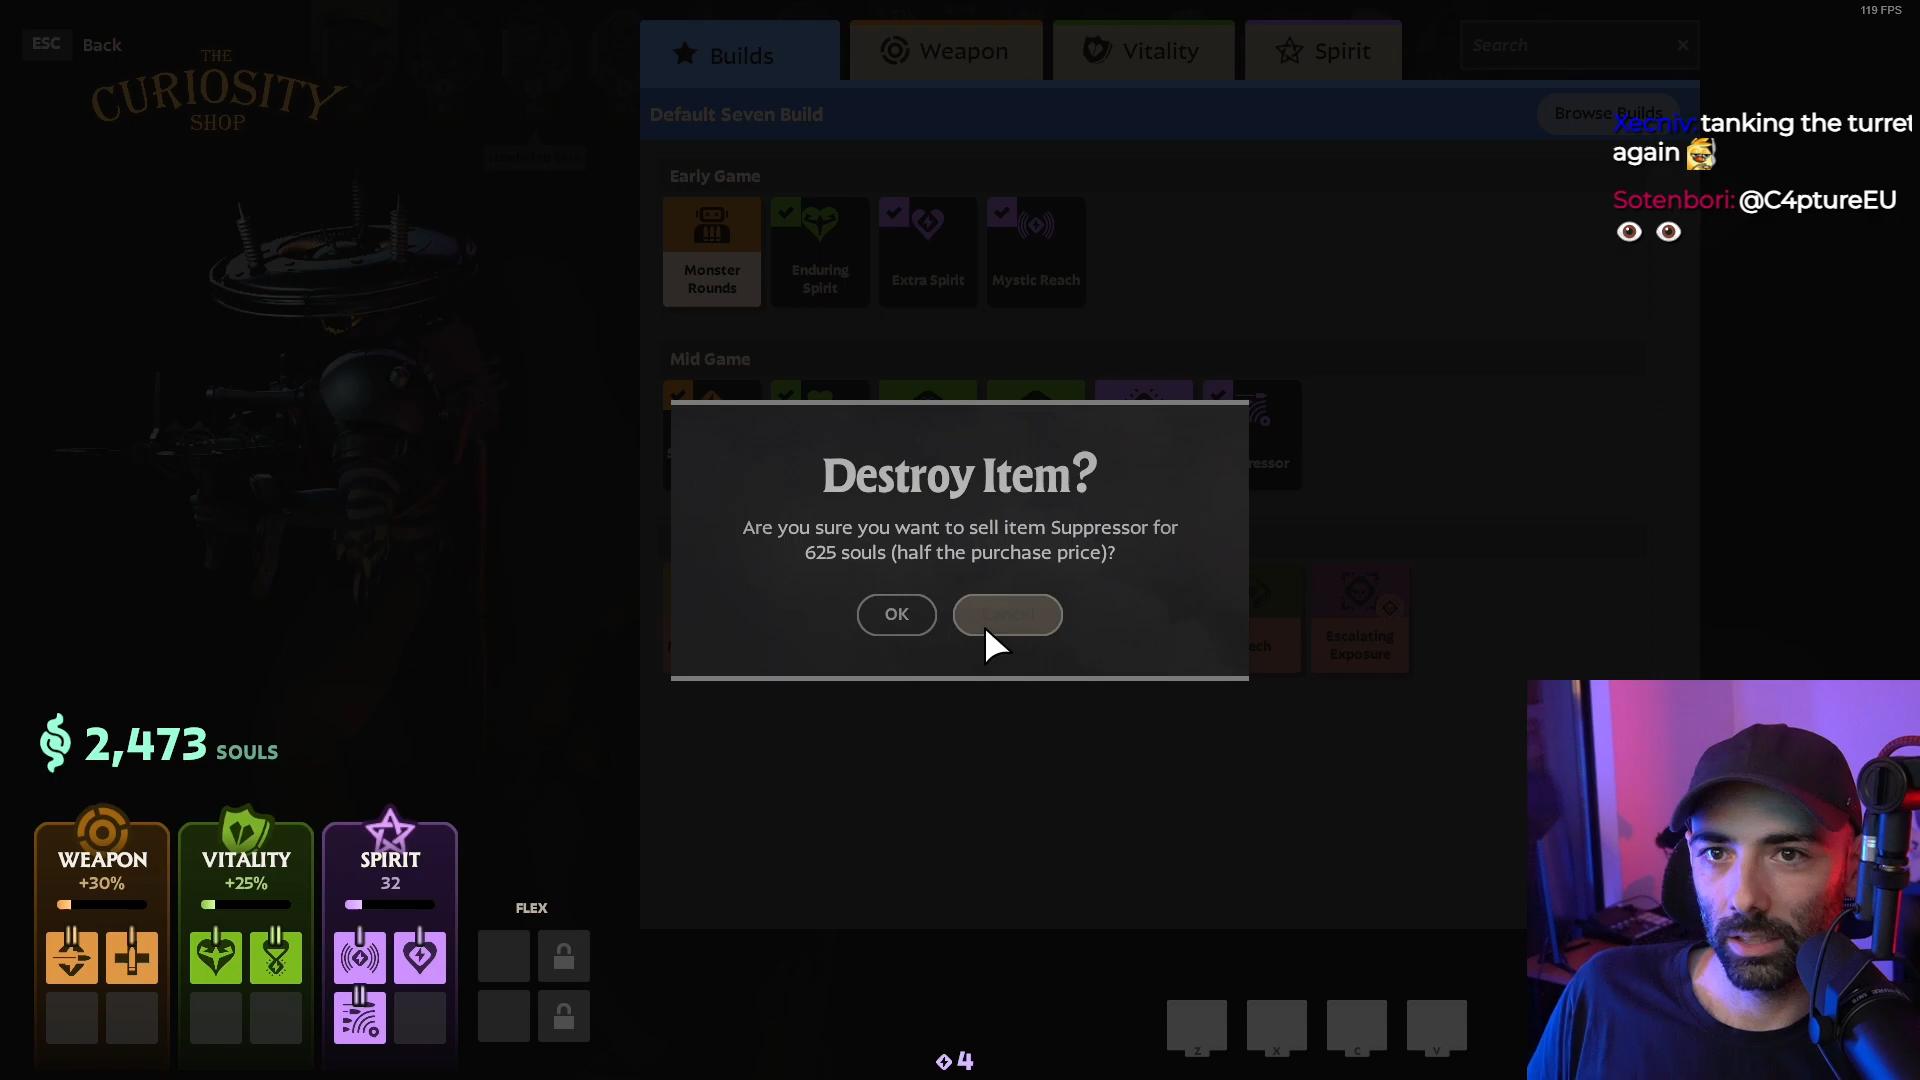 119 FPS
ESC Back
THE
CURIOSITY
SHOP
Builds
Weapon
Vitality
Spirit
Search
Default Seven Build
Browse Builds
Xecniv: tanking the turret
again
Sotenbori: @C4ptureEU
Early Game
Monster
Rounds
Enduring
Spirit
Extra Spirit
Mystic Reach
Mid Game
Destroy Item?
Are you sure you want to sell item Suppressor for
625 souls (half the purchase price)?
OK
Cancel
Escalating
Exposure
2,473 SOULS
WEAPON
+30%
VITALITY
+25%
SPIRIT
32
FLEX
4
Z
X
C
V